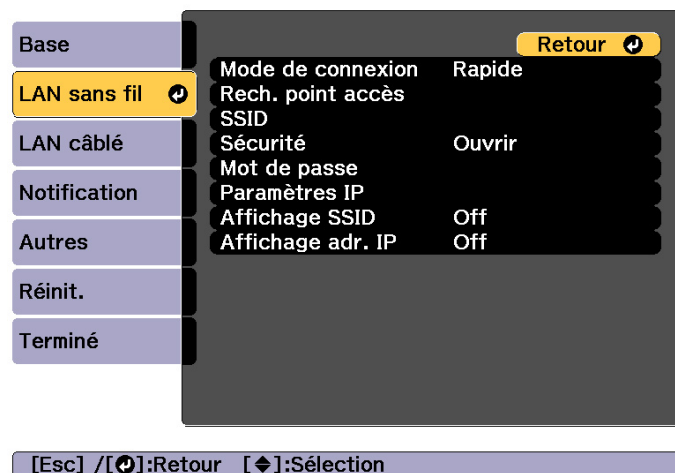 Base
LAN sans fil
LAN câblé
Notification
Autres
Réinit.
Terminé
Retour
Mode de connexion Rapide
Rech. point accès
SSID
Sécurité Ouvrir
Mot de passe
Paramètres IP
Affichage SSID Off
Affichage adr. IP Off
[Esc] /[⏎]:Retour [◆]:Sélection